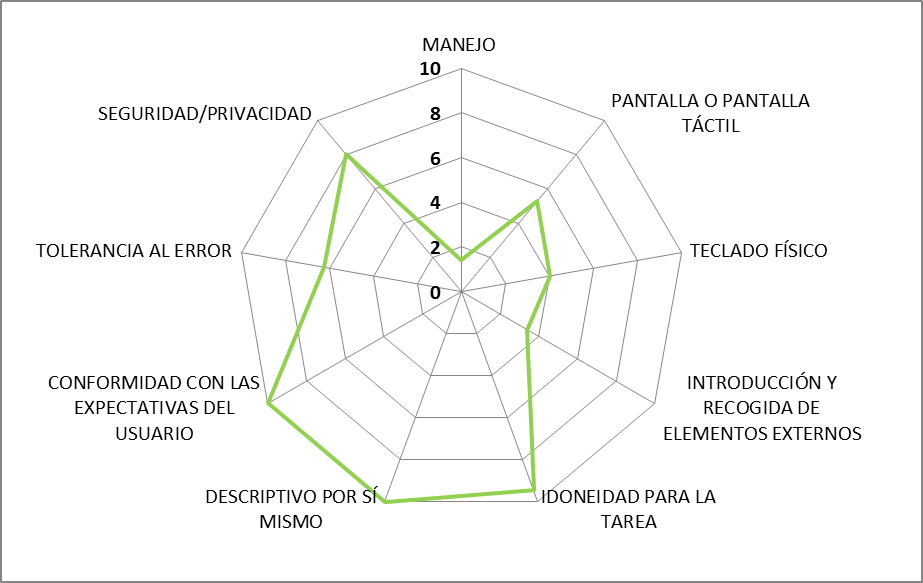 MANEJO
10
PANTALLA O PANTALLA
TÁCTIL
SEGURIDAD/PRIVACIDAD
8
6
4
TOLERANCIA AL ERROR
2
TECLADO FÍSICO
0
CONFORMIDAD CON LAS
EXPECTATIVAS DEL
USUARIO
INTRODUCCIÓN Y
RECOGIDA DE
ELEMENTOS EXTERNOS
DESCRIPTIVO POR SÍ
MISMO
IDONEIDAD PARA LA
TAREA